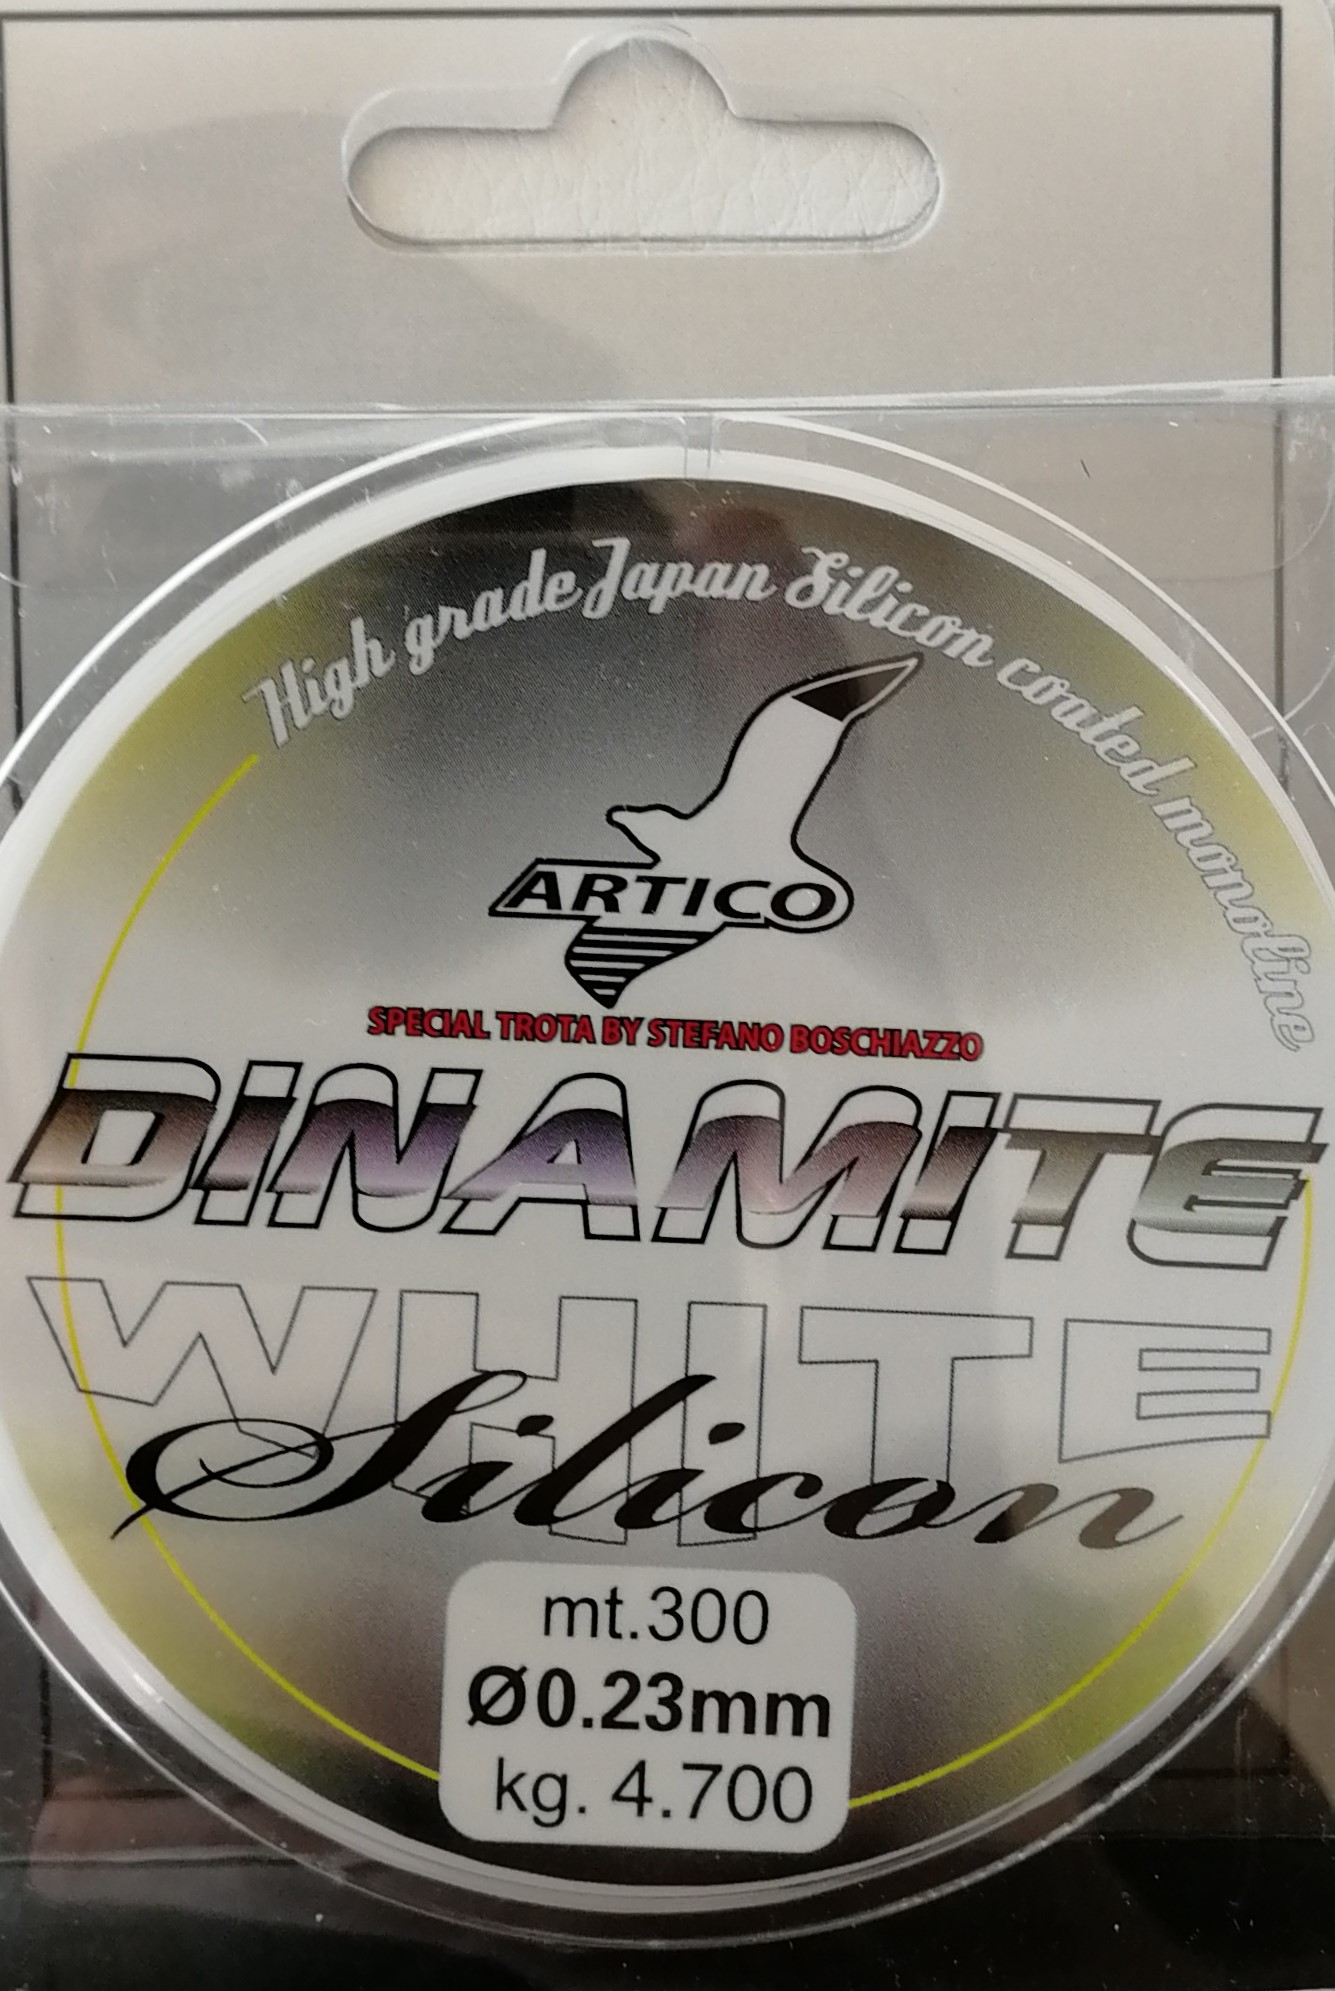 High grade Japan Silicon coated monoline
ARTICO
SPECIAL TROTA BY STEFANO BOSCHIAZZO
DINAMITE
WHITE
Silicon
mt.300
Ø0.23mm
kg. 4.700